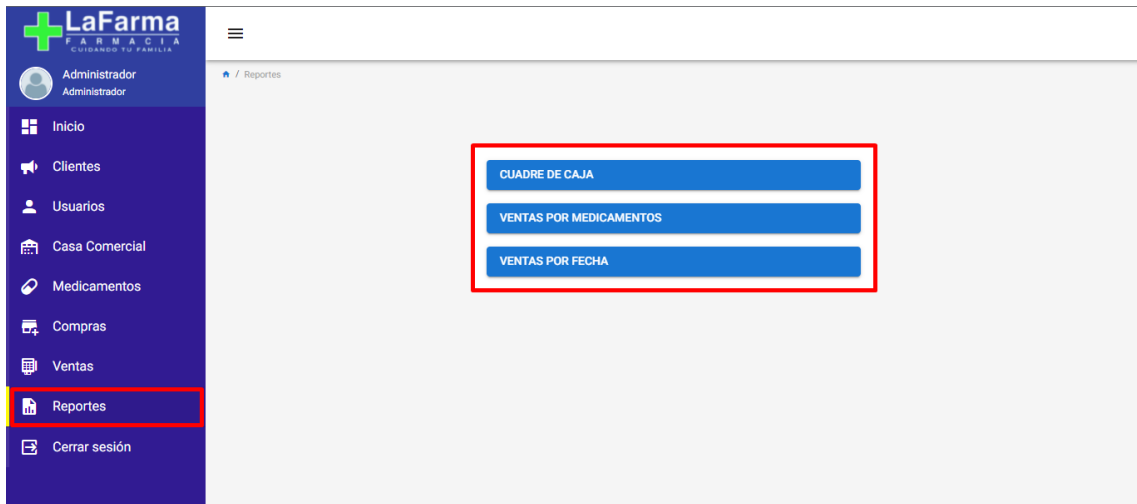 LaFarma
FARMACIA
CUIDANDO TU FAMILIA
Administrador
Administrador
Inicio
Clientes
Usuarios
Casa Comercial
Medicamentos
Compras
Ventas
Reportes
Cerrar sesión
/ Reportes
CUADRE DE CAJA
VENTAS POR MEDICAMENTOS
VENTAS POR FECHA